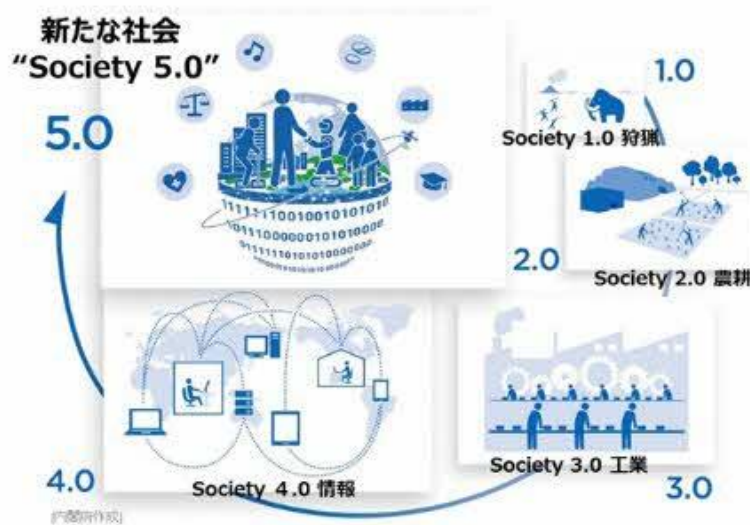 新たな社会
“Society 5.0”
5.0
1.0
Society 1.0 狩猟
2.0
Society 2.0 農耕
11111110010010101010
1011100000101010000
4.0
Society 4.0 情報
Society 3.0 工業
3.0
(内閣府作成)